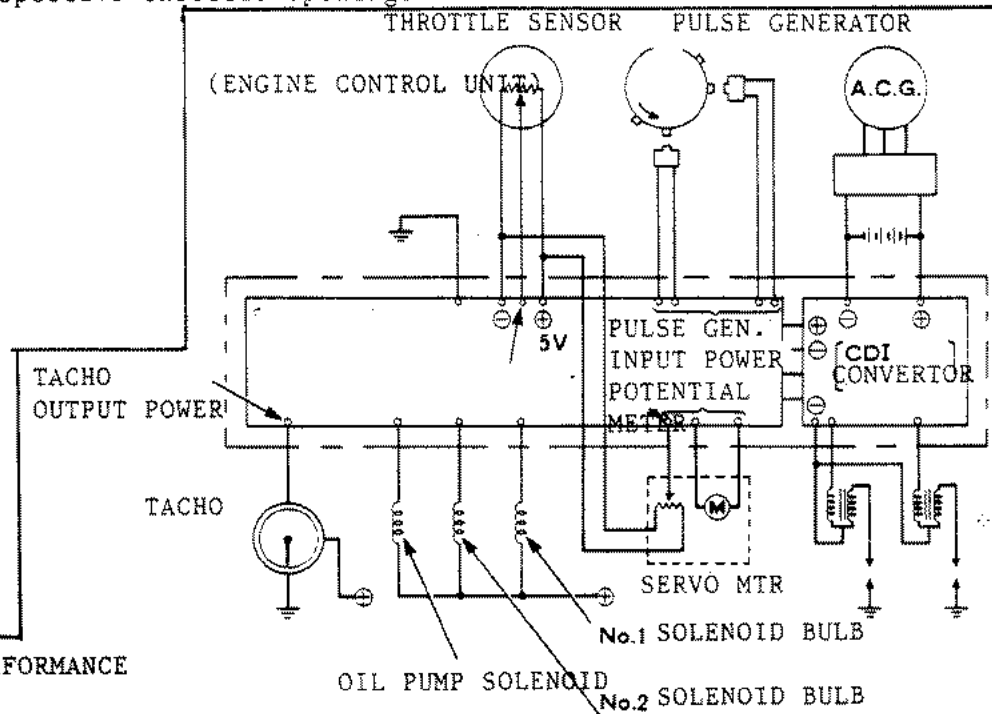 THROTTLE SENSOR PULSE GENERATOR
(ENGINE CONTROL UNIT)
A.C.G.
⊖ ⊕ ⊖ ⊕
5V
PULSE GEN.
INPUT POWER
POTENTIAL
METER
⊕
⊖
⊖
CDI
CONVERTOR
TACHO
OUTPUT POWER
TACHO
M
⊕ ⊕
SERVO MTR
No.1 SOLENOID BULB
FORMANCE
OIL PUMP SOLENOID
No.2 SOLENOID BULB